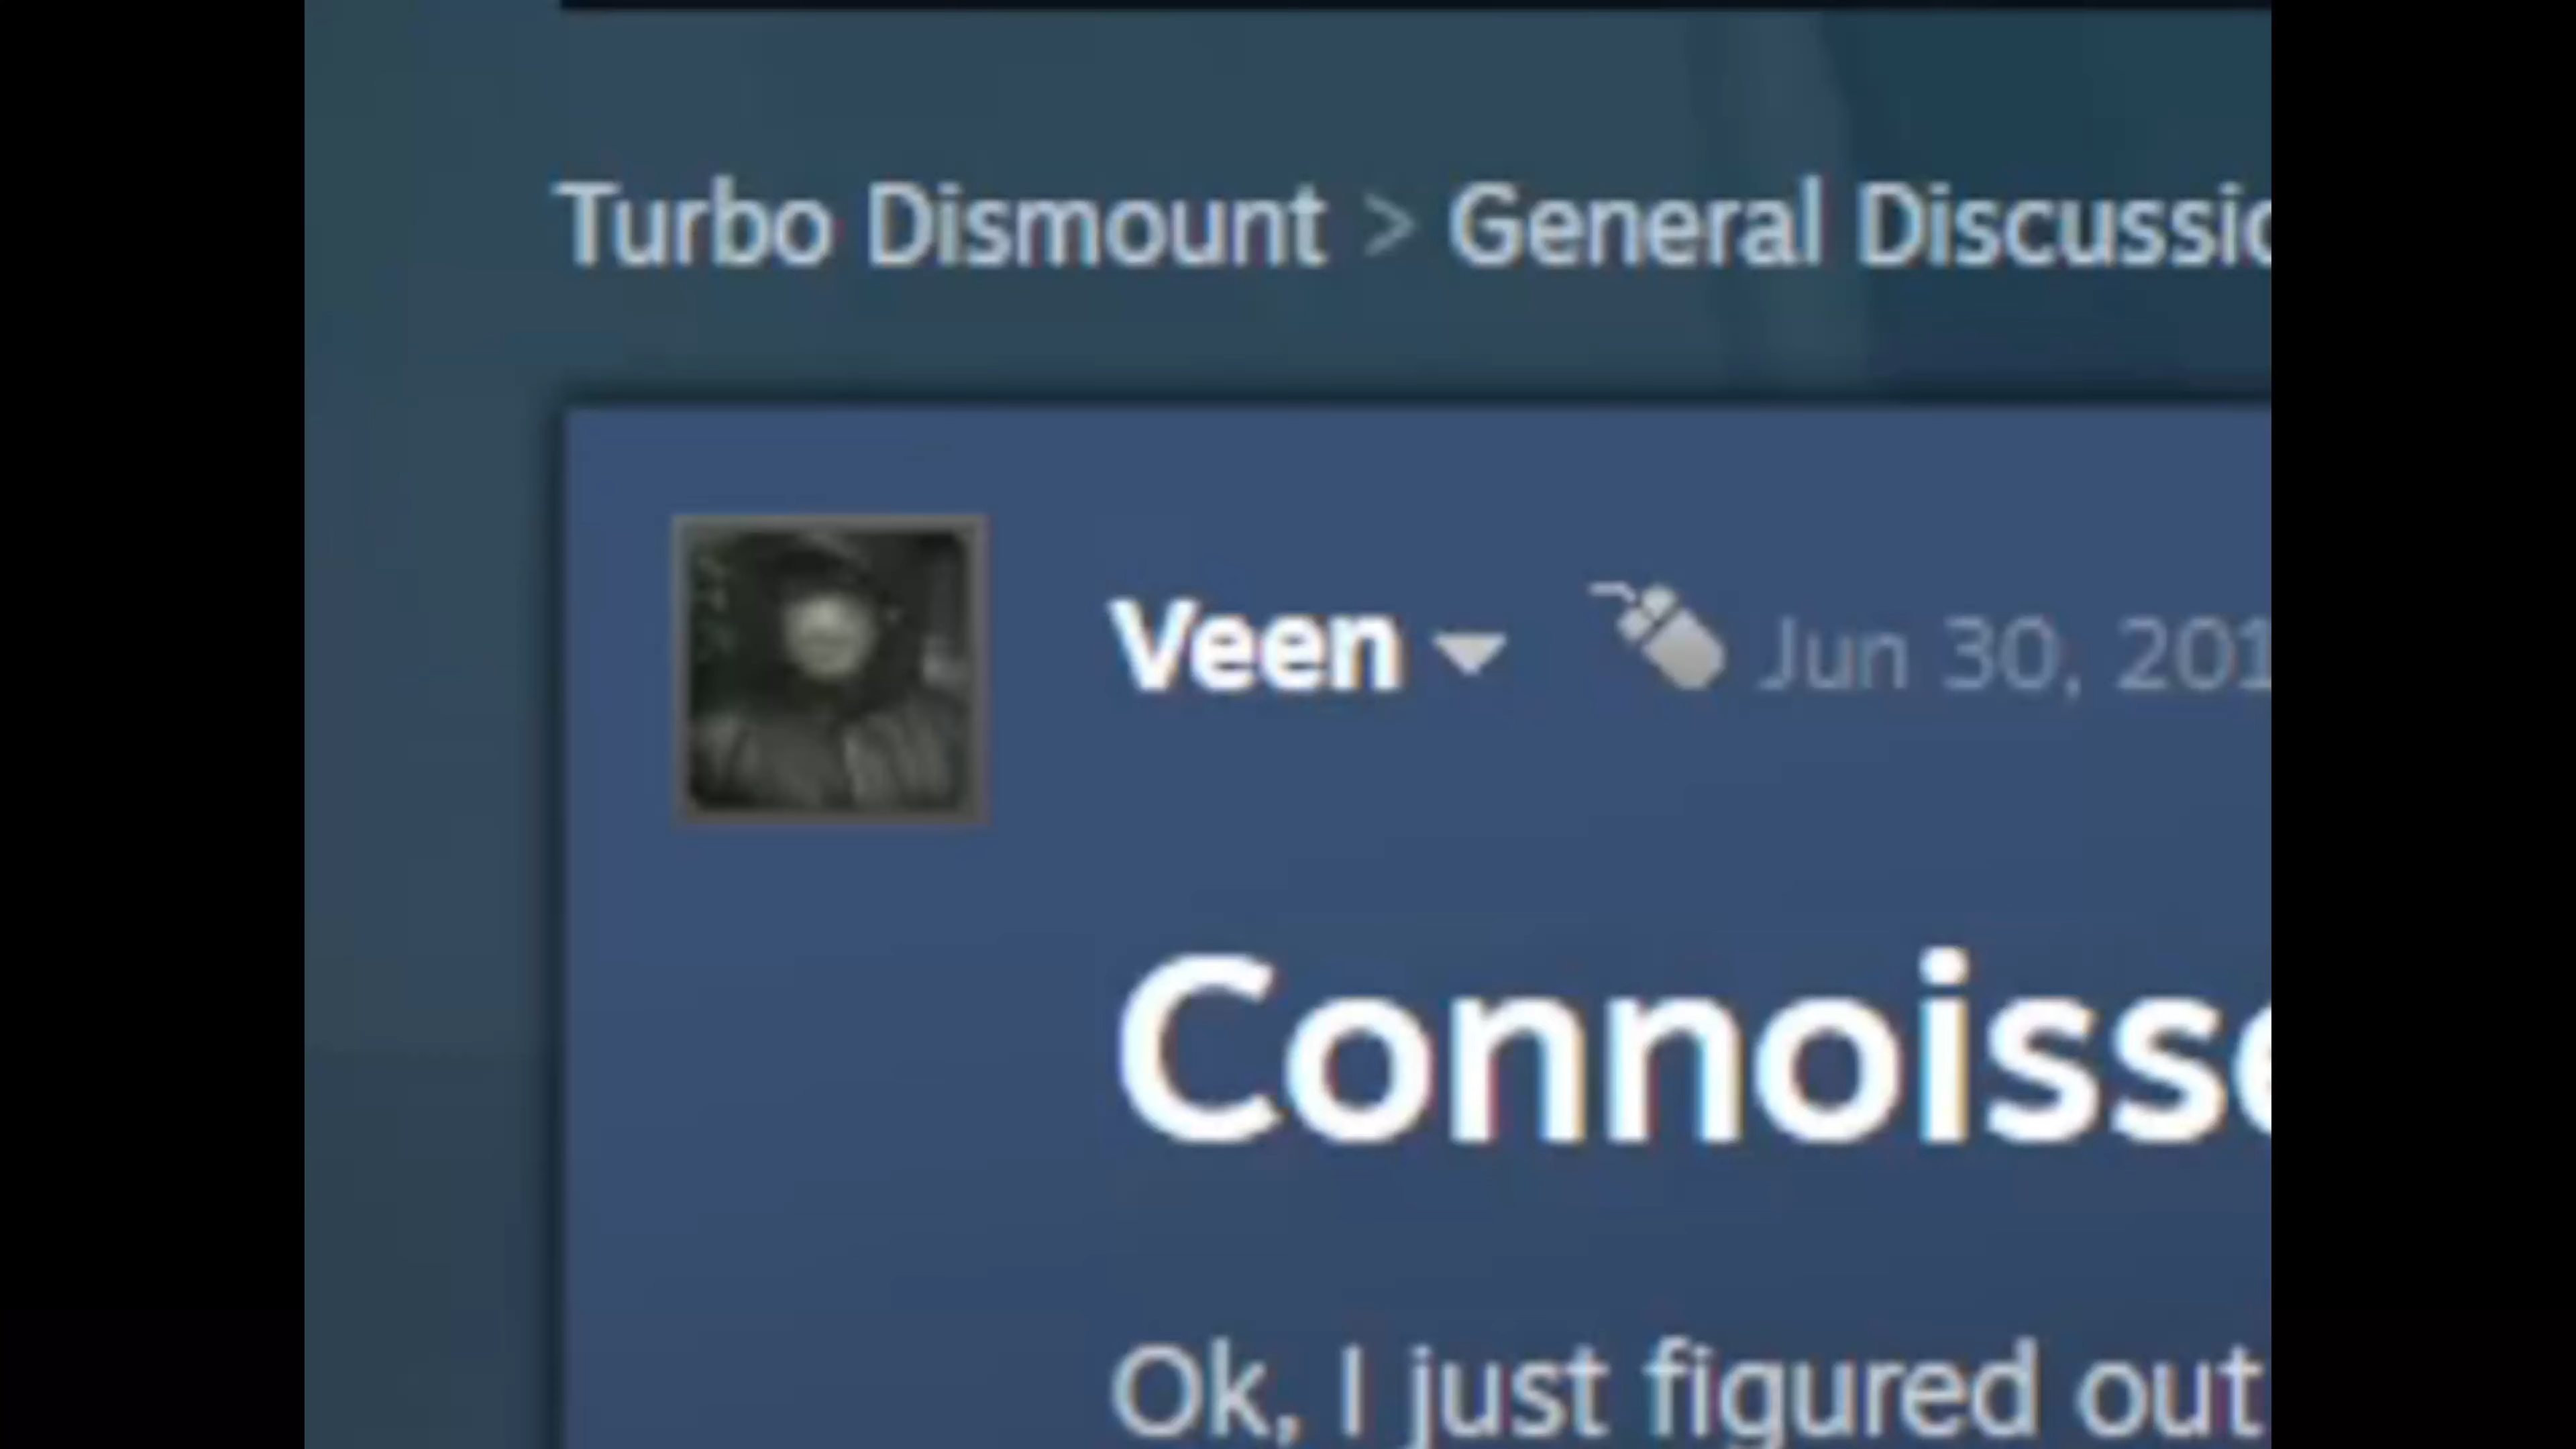 Turbo Dismount > General Discussio
Veen Jun 30, 201
Connoisse
Ok, I just figured out